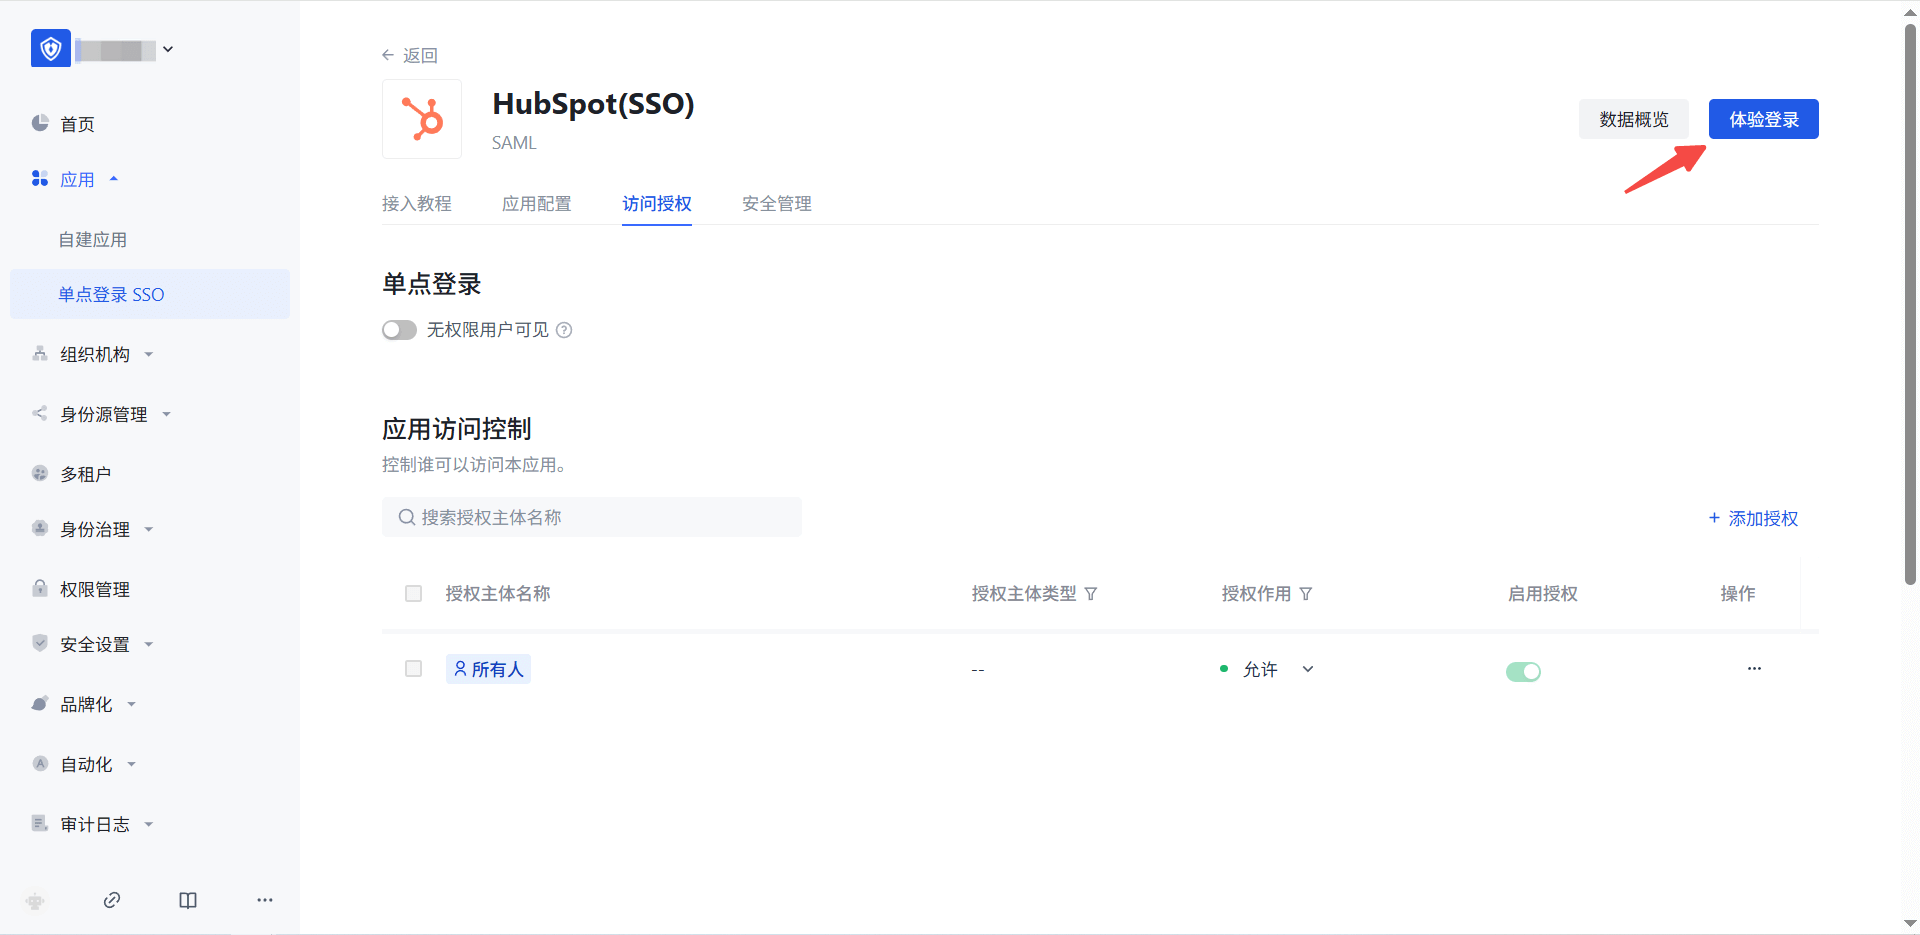 首页
应用
自建应用
单点登录 SSO
组织机构
身份源管理
多租户
身份治理
权限管理
安全设置
品牌化
自动化
审计日志
返回
HubSpot(SSO)
SAML
数据概览
体验登录
接入教程 应用配置 访问授权 安全管理
单点登录
无权限用户可见
应用访问控制
控制谁可以访问本应用。
搜索授权主体名称
+ 添加授权
授权主体名称 授权主体类型 授权作用 启用授权 操作
所有人 -- 允许